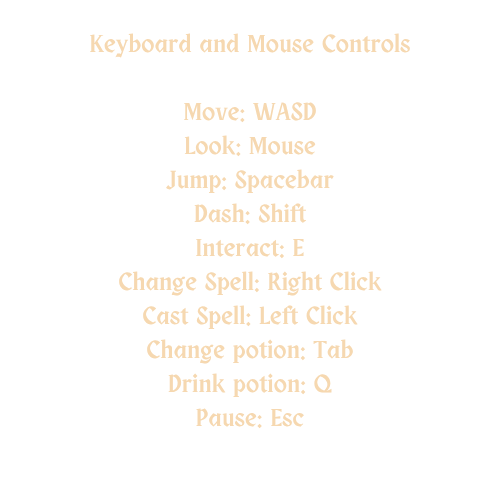 Keyboard and Mouse Controls
Move: WASD
Look: Mouse
Jump: Spacebar
Dash: Shift
Interact: E
Change Spell: Right Click
Cast Spell: Left Click
Change potion: Tab
Drink potion: Q
Pause: Esc